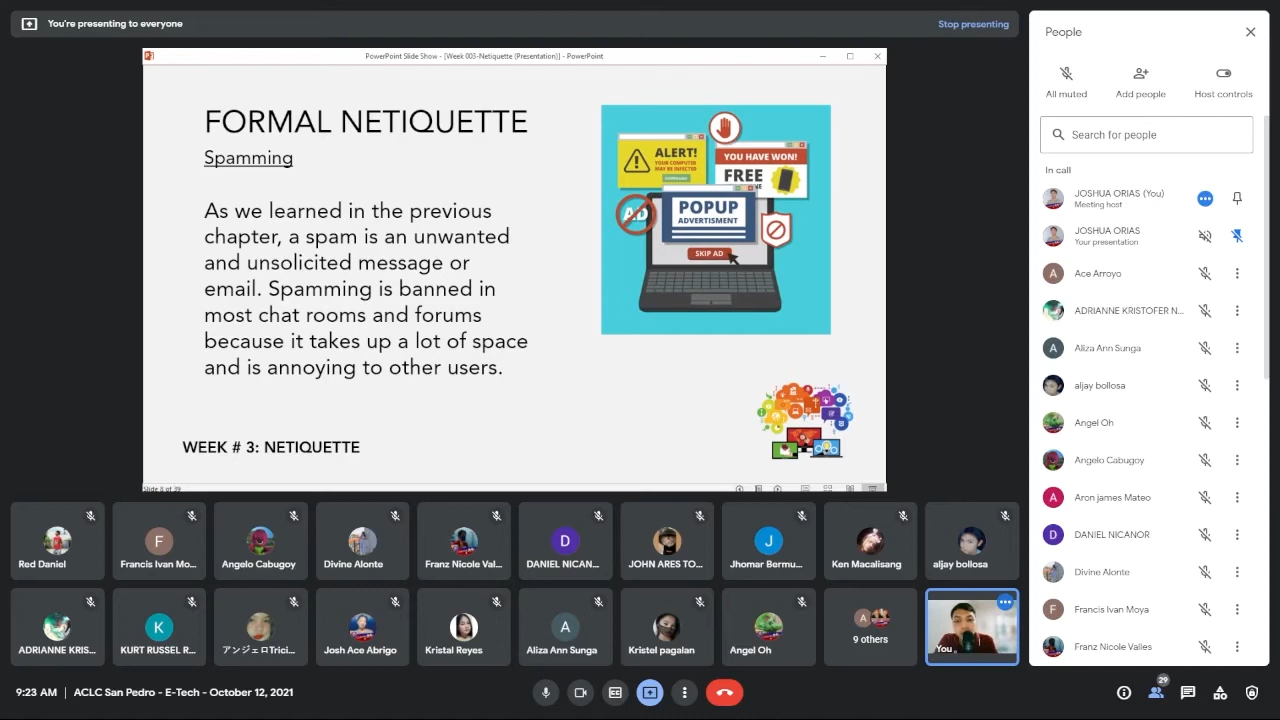 You're presenting to everyone
Stop presenting
PowerPoint Slide Show - [Week 003-Netiquette (Presentation)] - PowerPoint
FORMAL NETIQUETTE
Spamming
As we learned in the previous
chapter, a spam is an unwanted
and unsolicited message or
email. Spamming is banned in
most chat rooms and forums
because it takes up a lot of space
and is annoying to other users.
ALERT!
YOUR COMPUTER
MAY BE INFECTED
YOU HAVE WON!
FREE
AD
POPUP
ADVERTISMENT
SKIP AD
WEEK # 3: NETIQUETTE
Slide 8 of 39
Red Daniel
Francis Ivan Mo...
Angelo Cabugoy
Divine Alonte
Franz Nicole Val...
D
DANIEL NICAN...
JOHN ARES TO...
J
Jhomar Bermu...
Ken Macalisang
aljay bollosa
F
ADRIANNE KRIS...
K
KURT RUSSEL R...
アンジェロTrici...
Josh Ace Abrigo
Kristal Reyes
A
Aliza Ann Sunga
Kristel pagalan
Angel Oh
A
9 others
You
9:23 AM | ACLC San Pedro - E-Tech - October 12, 2021
People
All muted
Add people
Host controls
Search for people
In call
JOSHUA ORIAS (You)
Meeting host
JOSHUA ORIAS
Your presentation
A Ace Arroyo
ADRIANNE KRISTOFER N...
A Aliza Ann Sunga
aljay bollosa
Angel Oh
Angelo Cabugoy
A Aron james Mateo
D DANIEL NICANOR
Divine Alonte
F Francis Ivan Moya
Franz Nicole Valles
29